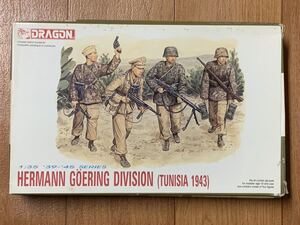 DRAGON
1:35 '39-'45 SERIES
HERMANN GÖERING DIVISION (TUNISIA 1943)